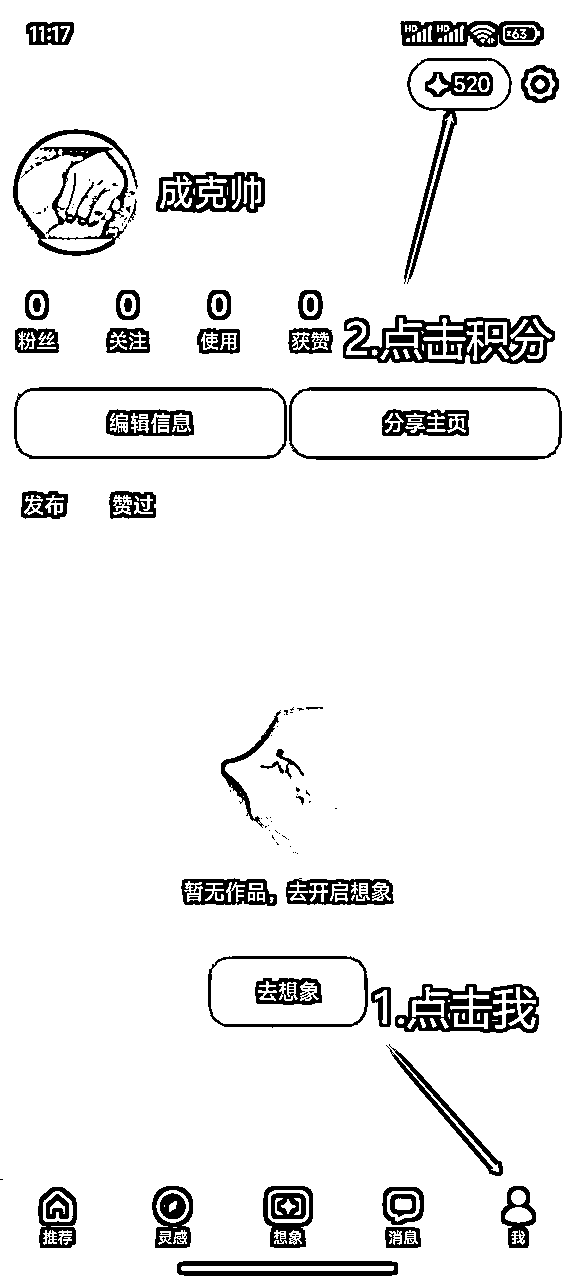 11:17
HD HD 63
520
成克帅
0 0 0 0
粉丝 关注 使用 获赞
2.点击积分
编辑信息 分享主页
发布 赞过
暂无作品，去开启想象
去想象
1.点击我
推荐 灵感 想象 消息 我